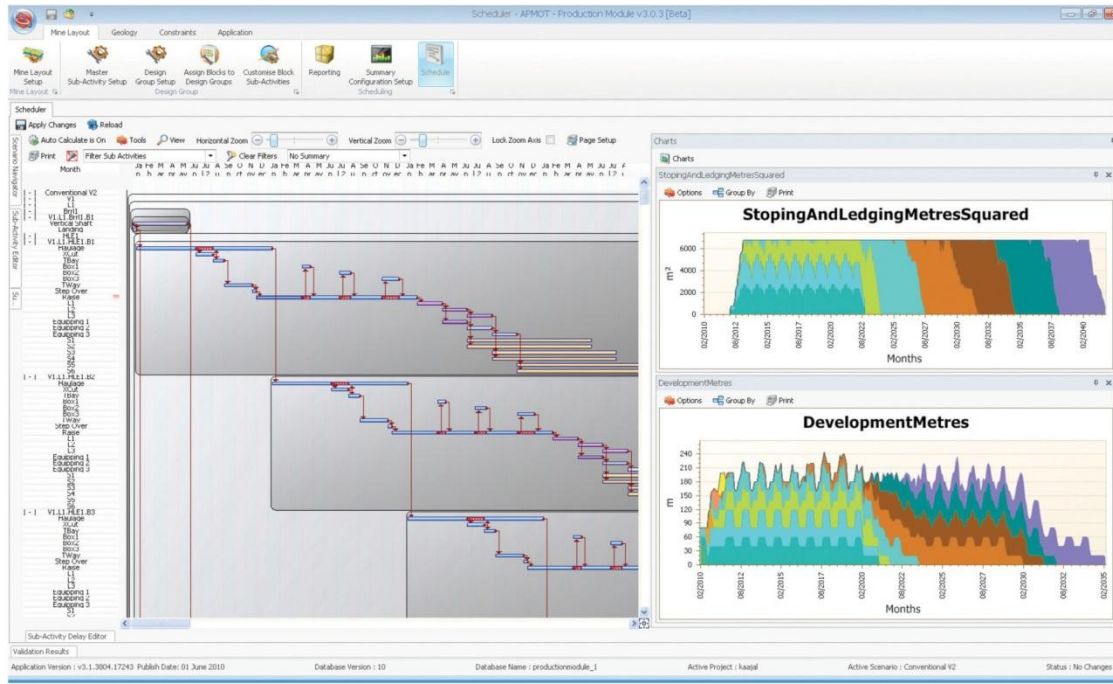 Scheduler - APMOT - Production Module v3.0.3 [Beta]
Mine Layout Geology Constraints Application
Mine Layout Setup
Master Sub-Activity Setup
Design Group Setup
Assign Blocks to Design Groups
Customise Block Sub-Activities
Reporting
Summary Configuration Setup
Scheduler
Mine Layout
Design Group
Scheduling
Scheduler
Apply Changes Reload
Auto Calculate is On Tools View Horizontal Zoom Vertical Zoom Lock Zoom Axis Page Setup
Print Filter Sub Activities Clear Filters No Summary
Scenario Navigator
Sub-Activity Editor
Su...
Month
Conventional V2
V1
L1
Brrl1
V1.L1.Brrl1.B1
Vertical Shaft
Landing
HLE1
V1.L1.HLE1.B1
Haulage
XCut
TBay
Box1
Box2
Box3
TWay
Step Over
Raise
L1
L2
L3
Equipping 1
Equipping 2
Equipping 3
S1
S2
S3
S4
S5
S6
V1.L1.HLE1.B2
Haulage
XCut
TBay
Box1
Box2
Box3
TWay
Step Over
Raise
L1
L2
L3
Equipping 1
Equipping 2
Equipping 3
S1
S2
S3
S4
S5
S6
V1.L1.HLE1.B3
Haulage
XCut
TBay
Box1
Box2
Box3
TWay
Step Over
Raise
L1
L2
L3
Equipping 1
Equipping 2
Equipping 3
S1
Charts
Charts
StopingAndLedgingMetresSquared
Options Group By Print
StopingAndLedgingMetresSquared
m²
6000
4000
2000
0
02/2010 08/2012 02/2015 08/2017 02/2020 08/2022 02/2025 08/2027 02/2030 08/2032 02/2035 08/2037 02/2040
Months
DevelopmentMetres
Options Group By Print
DevelopmentMetres
m
240
210
180
150
120
90
60
30
0
02/2010 08/2012 02/2015 08/2017 02/2020 08/2022 02/2025 08/2027 02/2030 02/2032 02/2035
Months
Sub-Activity Delay Editor
Validation Results
Application Version : v3.1.3804.17243 Publish Date: 01 June 2010 Database Version : 10 Database Name : productionmodule_1 Active Project : kaajal Active Scenario : Conventional V2 Status : No Changes